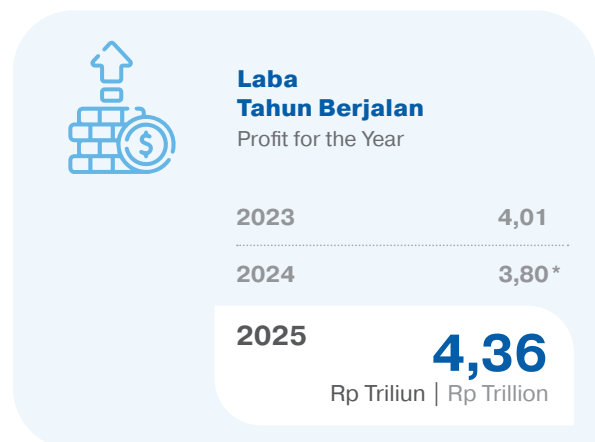 $
Laba
Tahun Berjalan
Profit for the Year
2023 4,01
2024 3,80*
2025 4,36
Rp Triliun | Rp Trillion